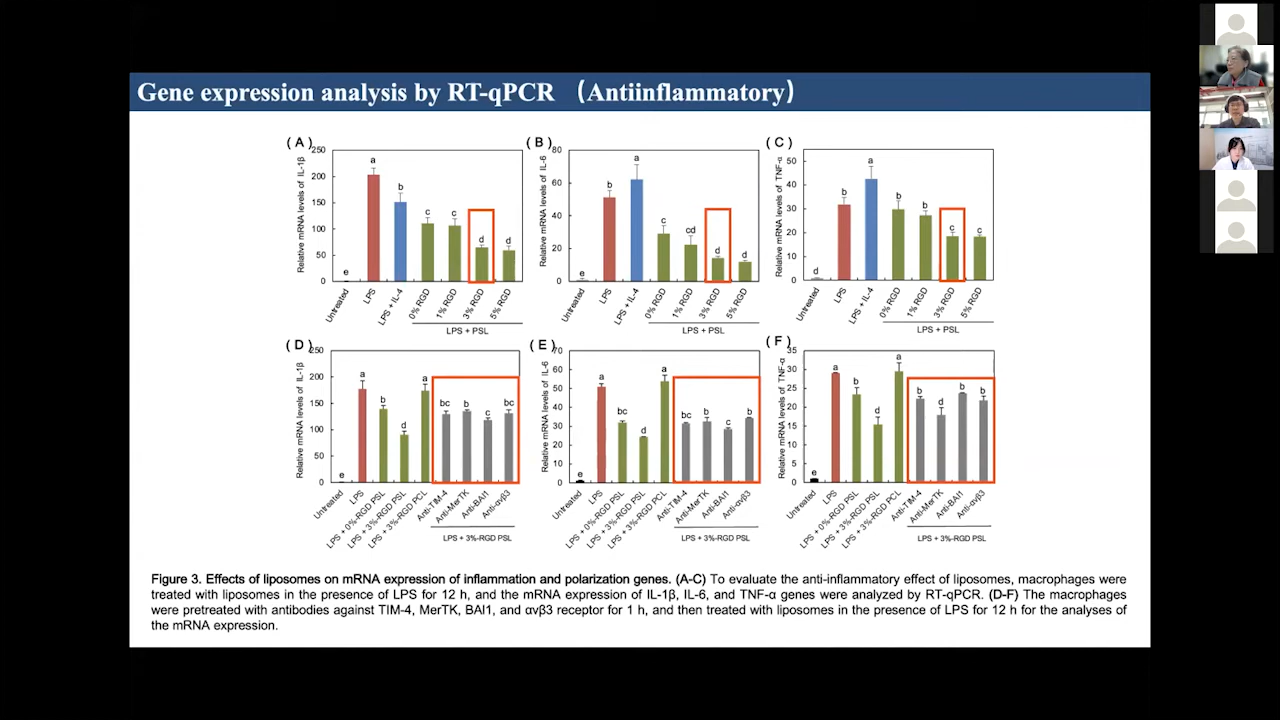 Gene expression analysis by RT-qPCR （Antiinflammatory）
( A )
Relative mRNA levels of IL-1β
250
200
150
100
50
0
a
b
c
c
d
d
e
Untreated
LPS
LPS + IL-4
0% RGD
1% RGD
3% RGD
5% RGD
LPS + PSL
( B )
Relative mRNA levels of IL-6
80
60
40
20
0
e
b
a
c
cd
d
d
Untreated
LPS
LPS + IL-4
0% RGD
1% RGD
3% RGD
5% RGD
LPS + PSL
( C )
Relative mRNA levels of TNF-α
50
40
30
20
10
0
d
b
a
b
b
c
c
Untreated
LPS
LPS + IL-4
0% RGD
1% RGD
3% RGD
5% RGD
LPS + PSL
( D )
Relative mRNA levels of IL-1β
250
200
150
100
50
0
e
a
b
d
a
bc
b
c
bc
Untreated
LPS
LPS + 0%-RGD PSL
LPS + 3%-RGD PSL
LPS + 3%-RGD PCL
Anti-TIM-4
Anti-MerTK
Anti-BAI1
Anti-αvβ3
LPS + 3%-RGD PSL
( E )
Relative mRNA levels of IL-6
70
60
50
40
30
20
10
0
e
a
bc
d
a
bc
b
c
b
Untreated
LPS
LPS + 0%-RGD PSL
LPS + 3%-RGD PSL
LPS + 3%-RGD PCL
Anti-TIM-4
Anti-MerTK
Anti-BAI1
Anti-αvβ3
LPS + 3%-RGD PSL
( F )
Relative mRNA levels of TNF-α
35
30
25
20
15
10
5
0
e
a
b
d
a
b
d
b
b
Untreated
LPS
LPS + 0%-RGD PSL
LPS + 3%-RGD PSL
LPS + 3%-RGD PCL
Anti-TIM-4
Anti-MerTK
Anti-BAI1
Anti-αvβ3
LPS + 3%-RGD PSL
Figure 3. Effects of liposomes on mRNA expression of inflammation and polarization genes. (A-C) To evaluate the anti-inflammatory effect of liposomes, macrophages were
treated with liposomes in the presence of LPS for 12 h, and the mRNA expression of IL-1β, IL-6, and TNF-α genes were analyzed by RT-qPCR. (D-F) The macrophages
were pretreated with antibodies against TIM-4, MerTK, BAI1, and αvβ3 receptor for 1 h, and then treated with liposomes in the presence of LPS for 12 h for the analyses of
the mRNA expression.